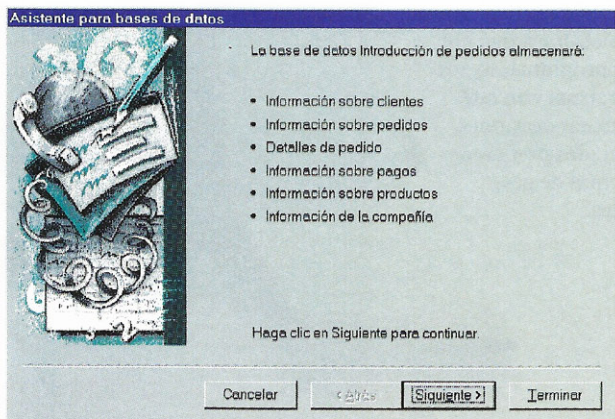 Asistente para bases de datos
La base de datos Introducción de pedidos almacenará:
• Información sobre clientes
• Información sobre pedidos
• Detalles de pedido
• Información sobre pagos
• Información sobre productos
• Información de la compañía
Haga clic en Siguiente para continuar.
Cancelar < Atrás Siguiente > Terminar